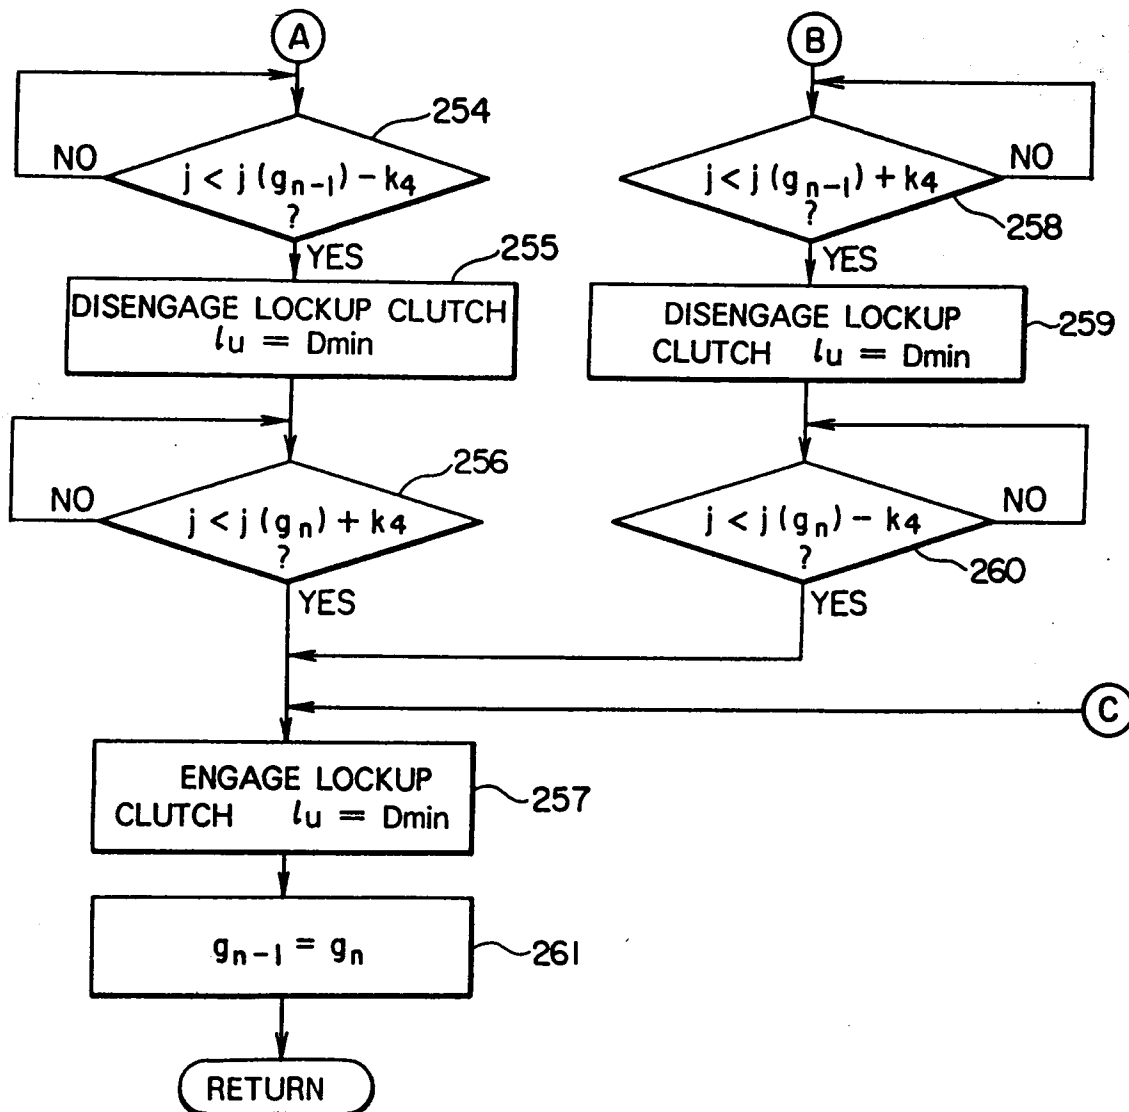 A
254
NO
j < j (gn-1) – k4
?
YES
255
DISENGAGE LOCKUP CLUTCH
lu = Dmin
256
NO
j < j (gn) + k4
?
YES
B
NO
j < j (gn-1) + k4
?
258
YES
DISENGAGE LOCKUP
CLUTCH lu = Dmin
259
NO
j < j (gn) – k4
?
260
YES
C
ENGAGE LOCKUP
CLUTCH lu = Dmin
257
gn-1 = gn
261
RETURN